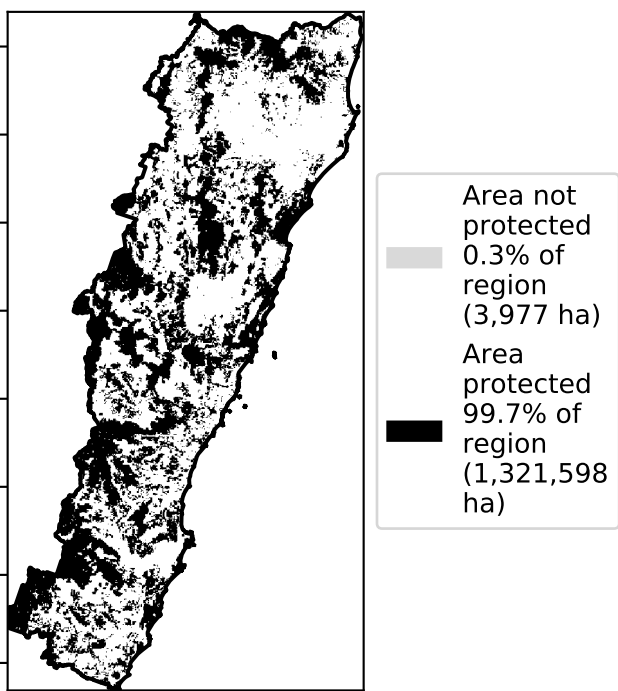 Area not
protected
0.3% of
region
(3,977 ha)
Area
protected
99.7% of
region
(1,321,598
ha)